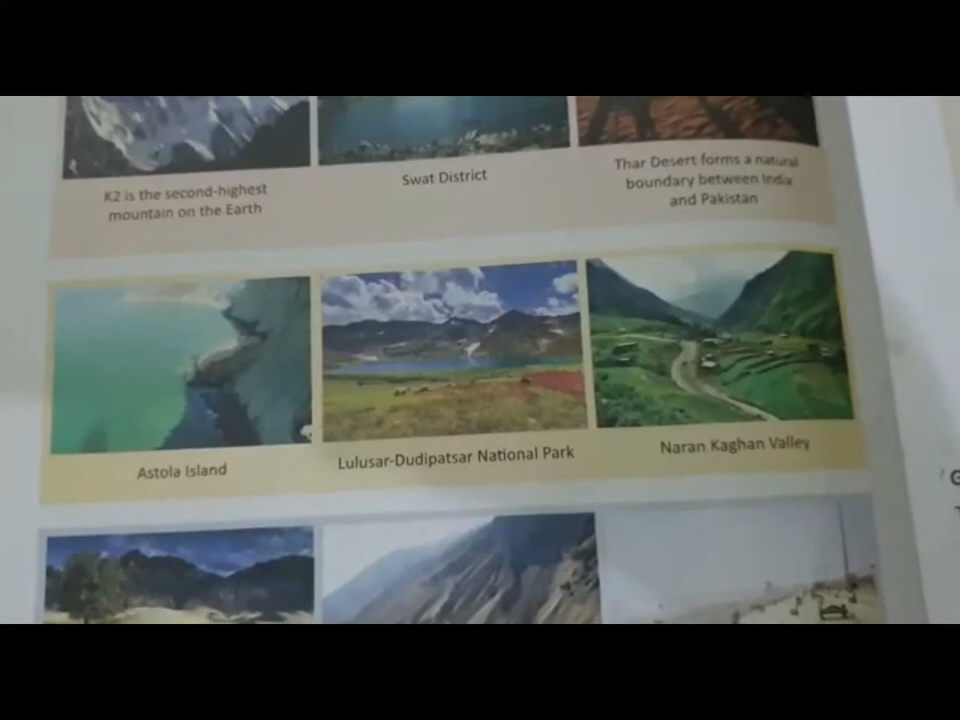 K2 is the second-highest
mountain on the Earth
Swat District
Thar Desert forms a natural
boundary between India
and Pakistan
Astola Island
Lulusar-Dudipatsar National Park
Naran Kaghan Valley